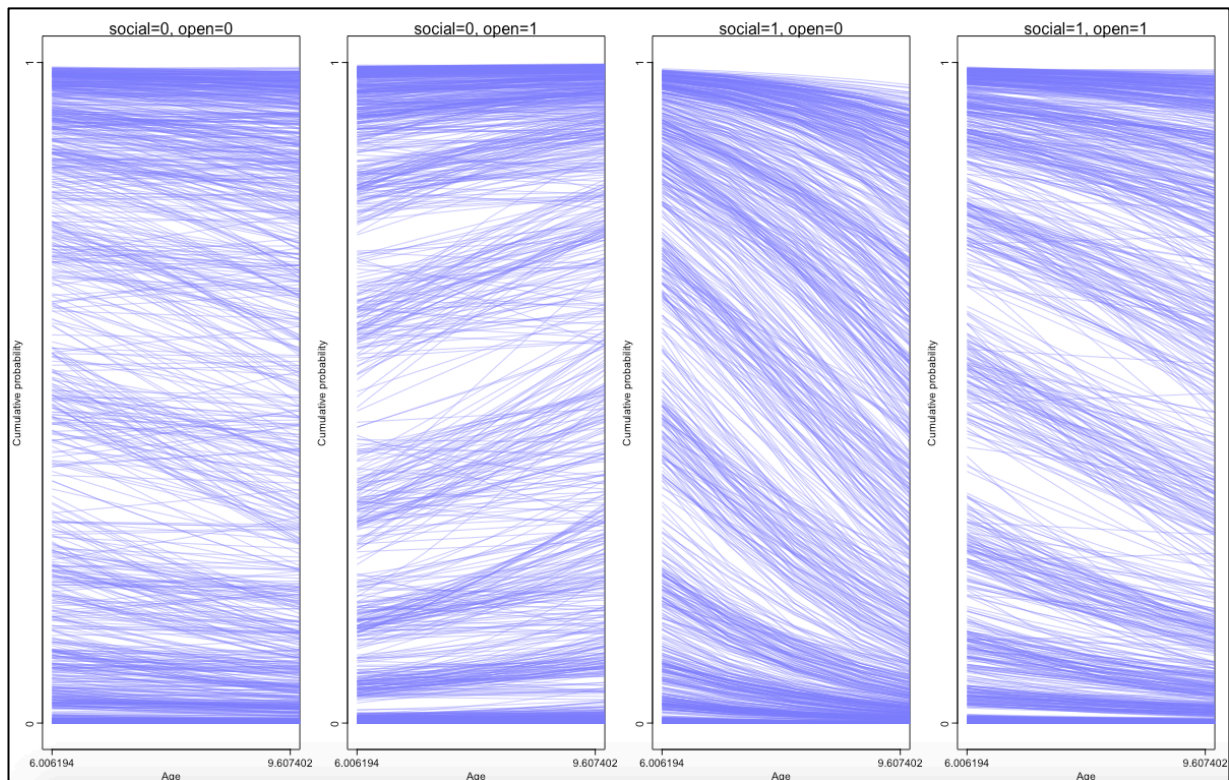 social=0, open=0
social=0, open=1
social=1, open=0
social=1, open=1
1
1
1
1
Cumulative probability
Cumulative probability
Cumulative probability
Cumulative probability
0
0
0
0
6.006194 9.607402
6.006194 9.607402
6.006194 9.607402
6.006194 9.607402
Age
Age
Age
Age